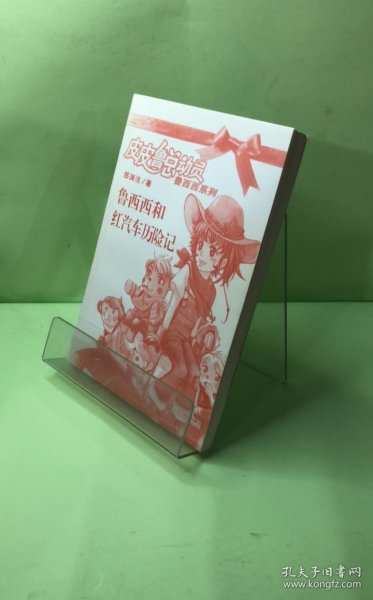 皮皮鲁总动员
鲁西西系列
郑渊洁/著
鲁西西和
红汽车历险记
孔夫子旧书网
www.kongfz.com